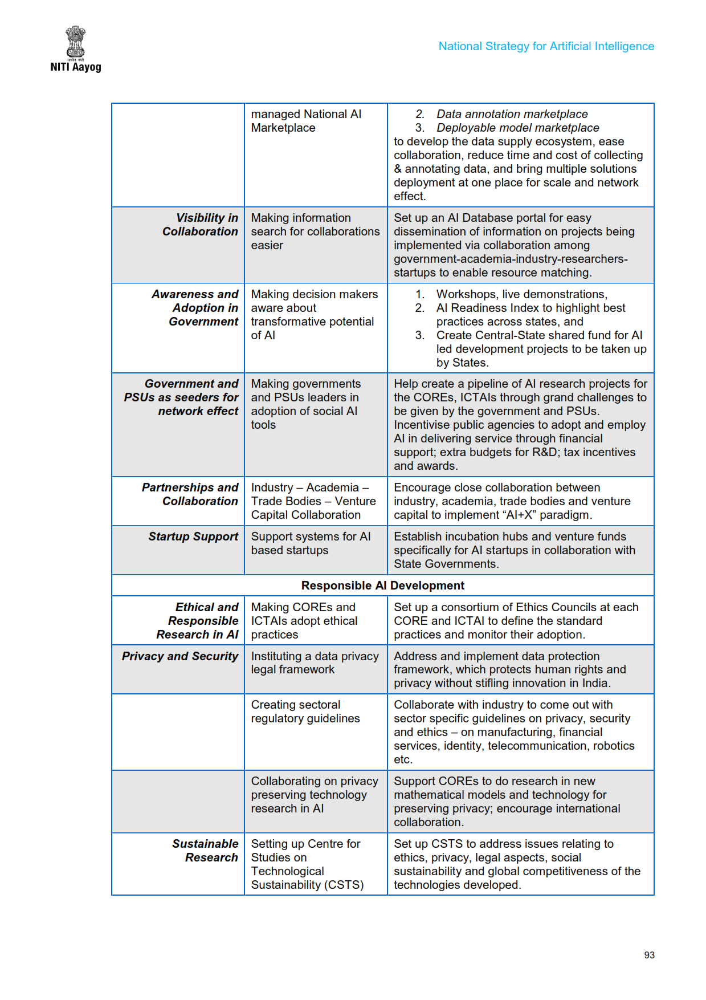 सत्यमेव जयते
NITI Aayog
National Strategy for Artificial Intelligence
managed National AI
Marketplace
2. Data annotation marketplace
3. Deployable model marketplace
to develop the data supply ecosystem, ease
collaboration, reduce time and cost of collecting
& annotating data, and bring multiple solutions
deployment at one place for scale and network
effect.
Visibility in
Collaboration
Making information
search for collaborations
easier
Set up an AI Database portal for easy
dissemination of information on projects being
implemented via collaboration among
government-academia-industry-researchers-
startups to enable resource matching.
Awareness and
Adoption in
Government
Making decision makers
aware about
transformative potential
of AI
1. Workshops, live demonstrations,
2. AI Readiness Index to highlight best
practices across states, and
3. Create Central-State shared fund for AI
led development projects to be taken up
by States.
Government and
PSUs as seeders for
network effect
Making governments
and PSUs leaders in
adoption of social AI
tools
Help create a pipeline of AI research projects for
the COREs, ICTAIs through grand challenges to
be given by the government and PSUs.
Incentivise public agencies to adopt and employ
AI in delivering service through financial
support; extra budgets for R&D; tax incentives
and awards.
Partnerships and
Collaboration
Industry – Academia –
Trade Bodies – Venture
Capital Collaboration
Encourage close collaboration between
industry, academia, trade bodies and venture
capital to implement “AI+X” paradigm.
Startup Support
Support systems for AI
based startups
Establish incubation hubs and venture funds
specifically for AI startups in collaboration with
State Governments.
Responsible AI Development
Ethical and
Responsible
Research in AI
Making COREs and
ICTAIs adopt ethical
practices
Set up a consortium of Ethics Councils at each
CORE and ICTAI to define the standard
practices and monitor their adoption.
Privacy and Security
Instituting a data privacy
legal framework
Address and implement data protection
framework, which protects human rights and
privacy without stifling innovation in India.
Creating sectoral
regulatory guidelines
Collaborate with industry to come out with
sector specific guidelines on privacy, security
and ethics – on manufacturing, financial
services, identity, telecommunication, robotics
etc.
Collaborating on privacy
preserving technology
research in AI
Support COREs to do research in new
mathematical models and technology for
preserving privacy; encourage international
collaboration.
Sustainable
Research
Setting up Centre for
Studies on
Technological
Sustainability (CSTS)
Set up CSTS to address issues relating to
ethics, privacy, legal aspects, social
sustainability and global competitiveness of the
technologies developed.
93